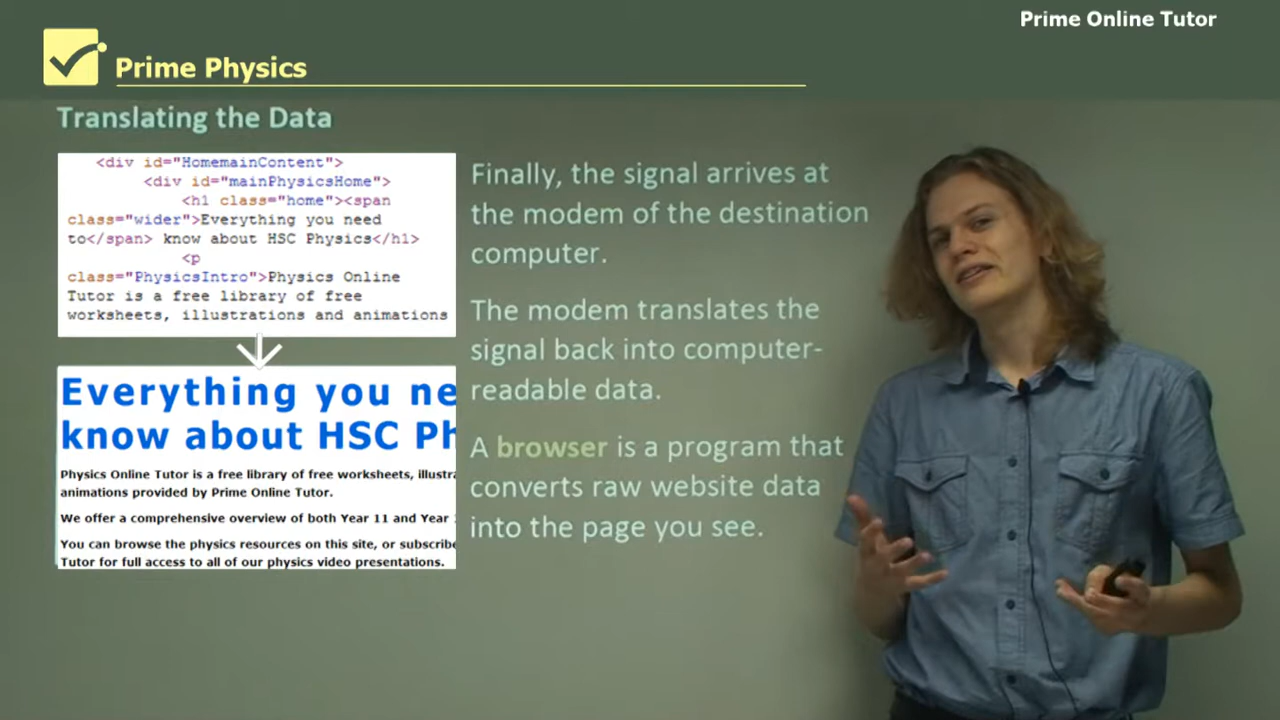 Prime Online Tutor
Prime Physics
Translating the Data
<div id="HomemainContent">
<div id="mainPhysicsHome">
<h1 class="home"><span
class="wider">Everything you need
to</span> know about HSC Physics</h1>
<p
class="PhysicsIntro">Physics Online
Tutor is a free library of free
worksheets, illustrations and animations
Everything you ne
know about HSC Ph
Physics Online Tutor is a free library of free worksheets, illustra
animations provided by Prime Online Tutor.
We offer a comprehensive overview of both Year 11 and Year
You can browse the physics resources on this site, or subscribe
Tutor for full access to all of our physics video presentations.
Finally, the signal arrives at
the modem of the destination
computer.
The modem translates the
signal back into computer-
readable data.
A browser is a program that
converts raw website data
into the page you see.